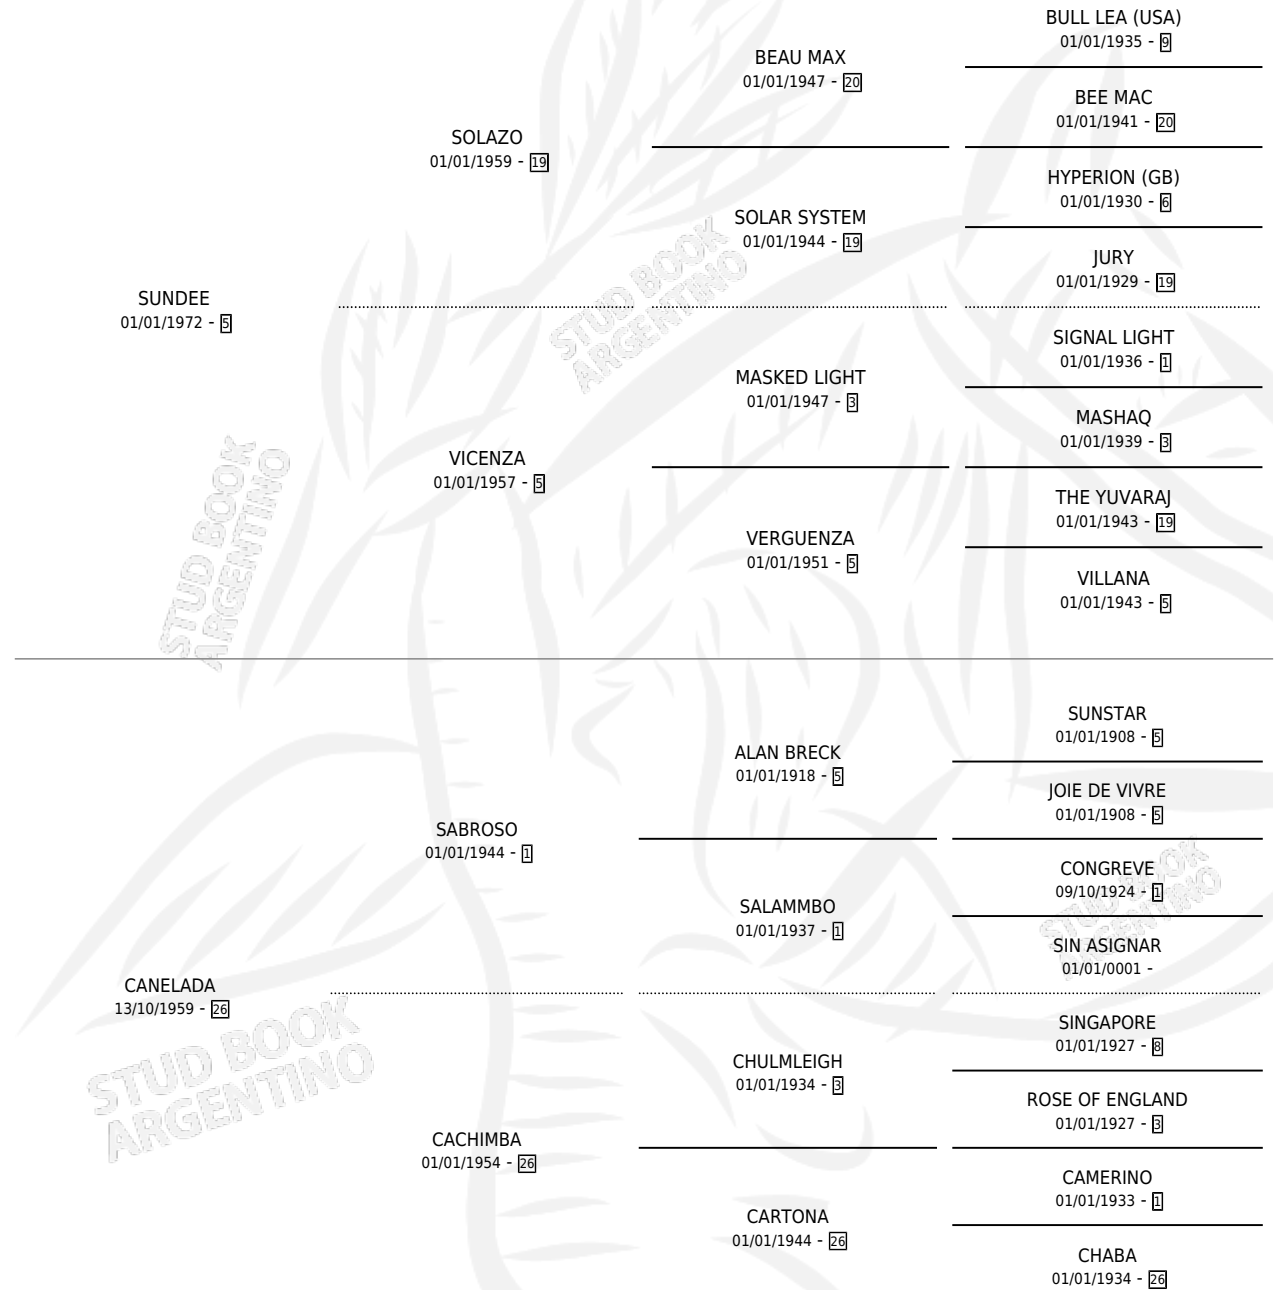 BULL LEA (USA)
01/01/1935 - 9
BEAU MAX
01/01/1947 - 20
BEE MAC
01/01/1941 - 20
SOLAZO
01/01/1959 - 19
HYPERION (GB)
01/01/1930 - 6
SOLAR SYSTEM
01/01/1944 - 19
JURY
01/01/1929 - 19
SUNDEE
01/01/1972 - 5
SIGNAL LIGHT
01/01/1936 - 1
MASKED LIGHT
01/01/1947 - 3
MASHAQ
01/01/1939 - 3
VICENZA
01/01/1957 - 5
THE YUVARAJ
01/01/1943 - 19
VERGUENZA
01/01/1951 - 5
VILLANA
01/01/1943 - 5
STUD BOOK
ARGENTINO
STUD BOOK
ARGENTINO
SUNSTAR
01/01/1908 - 5
ALAN BRECK
01/01/1918 - 5
JOIE DE VIVRE
01/01/1908 - 5
SABROSO
01/01/1944 - 1
CONGREVE
09/10/1924 - 1
SALAMMBO
01/01/1937 - 1
SIN ASIGNAR
01/01/0001 -
STUD BOOK
ARGENTINO
CANELADA
13/10/1959 - 26
SINGAPORE
01/01/1927 - 8
CHULMLEIGH
01/01/1934 - 3
ROSE OF ENGLAND
01/01/1927 - 3
STUD BOOK
ARGENTINO
CACHIMBA
01/01/1954 - 26
CAMERINO
01/01/1933 - 1
CARTONA
01/01/1944 - 26
CHABA
01/01/1934 - 26